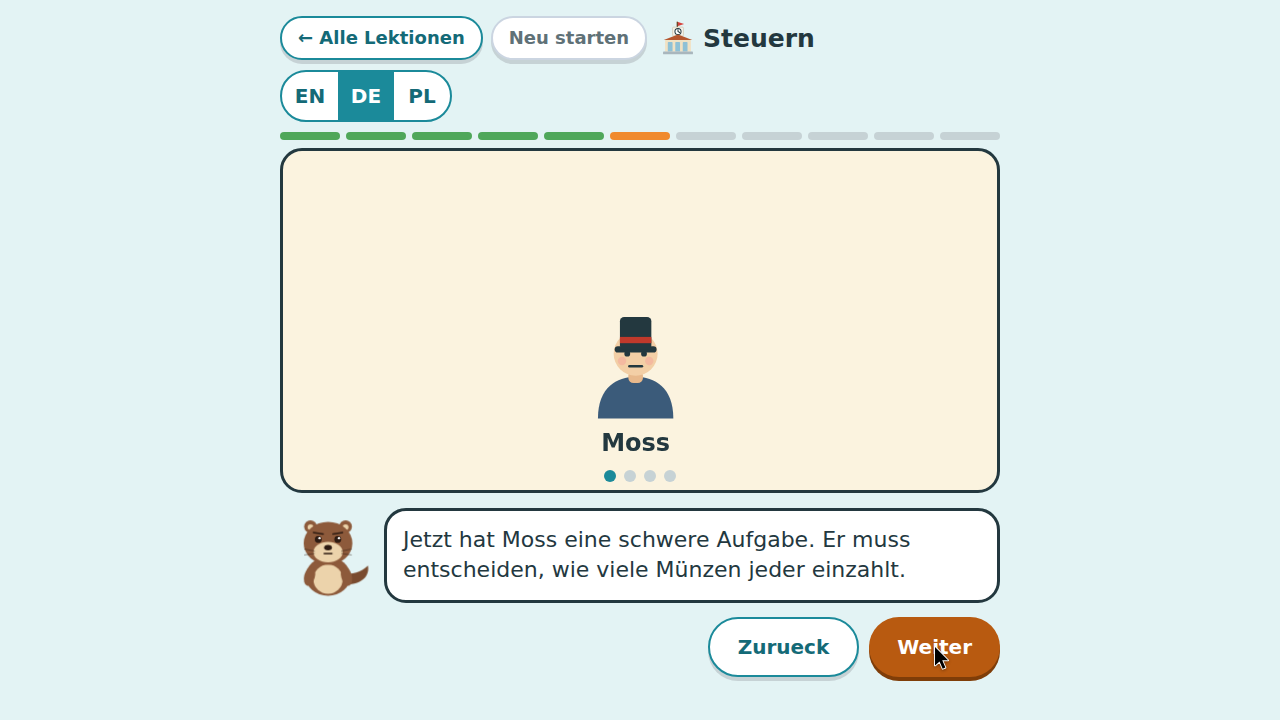 ← Alle Lektionen
Neu starten
Steuern
EN
DE
PL
Moss
Jetzt hat Moss eine schwere Aufgabe. Er muss
entscheiden, wie viele Münzen jeder einzahlt.
Zurueck
Weiter